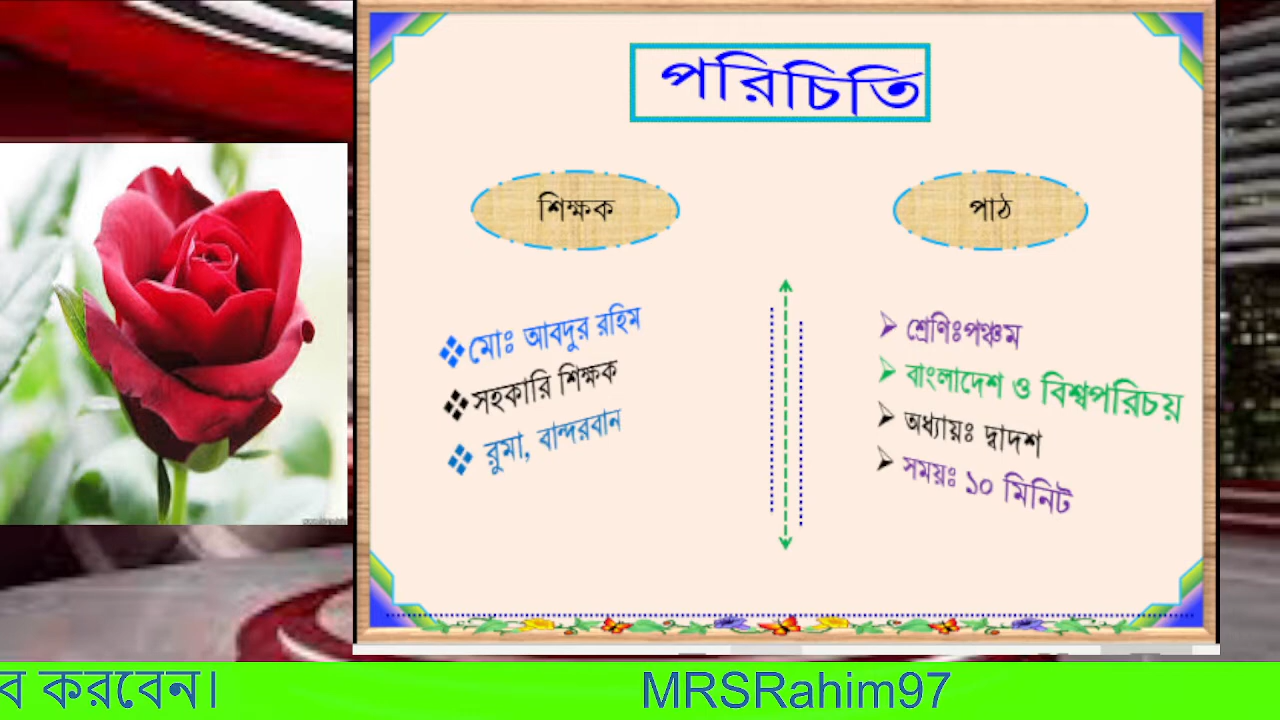 পরিচিতি
শিক্ষক
মোঃ আবদুর রহিম
সহকারি শিক্ষক
রুমা, বান্দরবান
পাঠ
শ্রেণিঃপঞ্চম
বাংলাদেশ ও বিশ্বপরিচয়
অধ্যায়ঃ দ্বাদশ
সময়ঃ ১০ মিনিট
করবেন। MRSRahim97